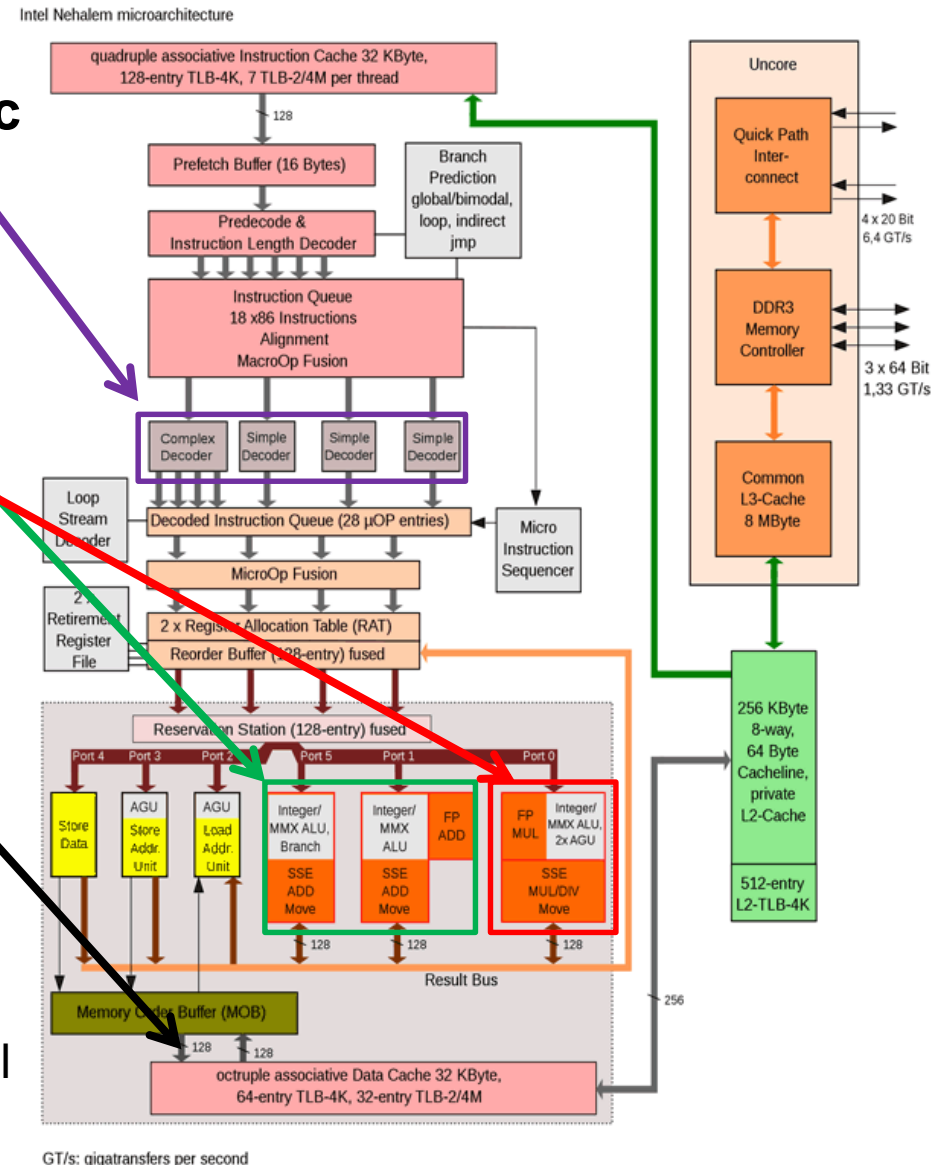 Intel Nehalem microarchitecture
quadruple associative Instruction Cache 32 KByte,
128-entry TLB-4K, 7 TLB-2/4M per thread
c
128
Prefetch Buffer (16 Bytes)
Predecode &
Instruction Length Decoder
Branch
Prediction
global/bimodal,
loop, indirect
jmp
Instruction Queue
18 x86 Instructions
Alignment
MacroOp Fusion
Complex
Decoder
Simple
Decoder
Simple
Decoder
Simple
Decoder
Loop
Stream
Decoder
Decoded Instruction Queue (28 µOP entries)
Micro
Instruction
Sequencer
MicroOp Fusion
2 x
Retirement
Register
File
2 x Register Allocation Table (RAT)
Reorder Buffer (128-entry) fused
Reservation Station (128-entry) fused
Port 4
Port 3
Port 2
Port 5
Port 1
Port 0
Store
Data
AGU
Store
Addr.
Unit
AGU
Load
Addr.
Unit
Integer/
MMX ALU,
Branch
SSE
ADD
Move
Integer/
MMX
ALU
FP
ADD
SSE
ADD
Move
FP
MUL
Integer/
MMX ALU,
2x AGU
SSE
MUL/DIV
Move
128
128
128
Result Bus
Memory Order Buffer (MOB)
128
128
l
octruple associative Data Cache 32 KByte,
64-entry TLB-4K, 32-entry TLB-2/4M
256
Uncore
Quick Path
Inter-
connect
4 x 20 Bit
6,4 GT/s
DDR3
Memory
Controller
3 x 64 Bit
1,33 GT/s
Common
L3-Cache
8 MByte
256 KByte
8-way,
64 Byte
Cacheline,
private
L2-Cache
512-entry
L2-TLB-4K
GT/s: gigatransfers per second